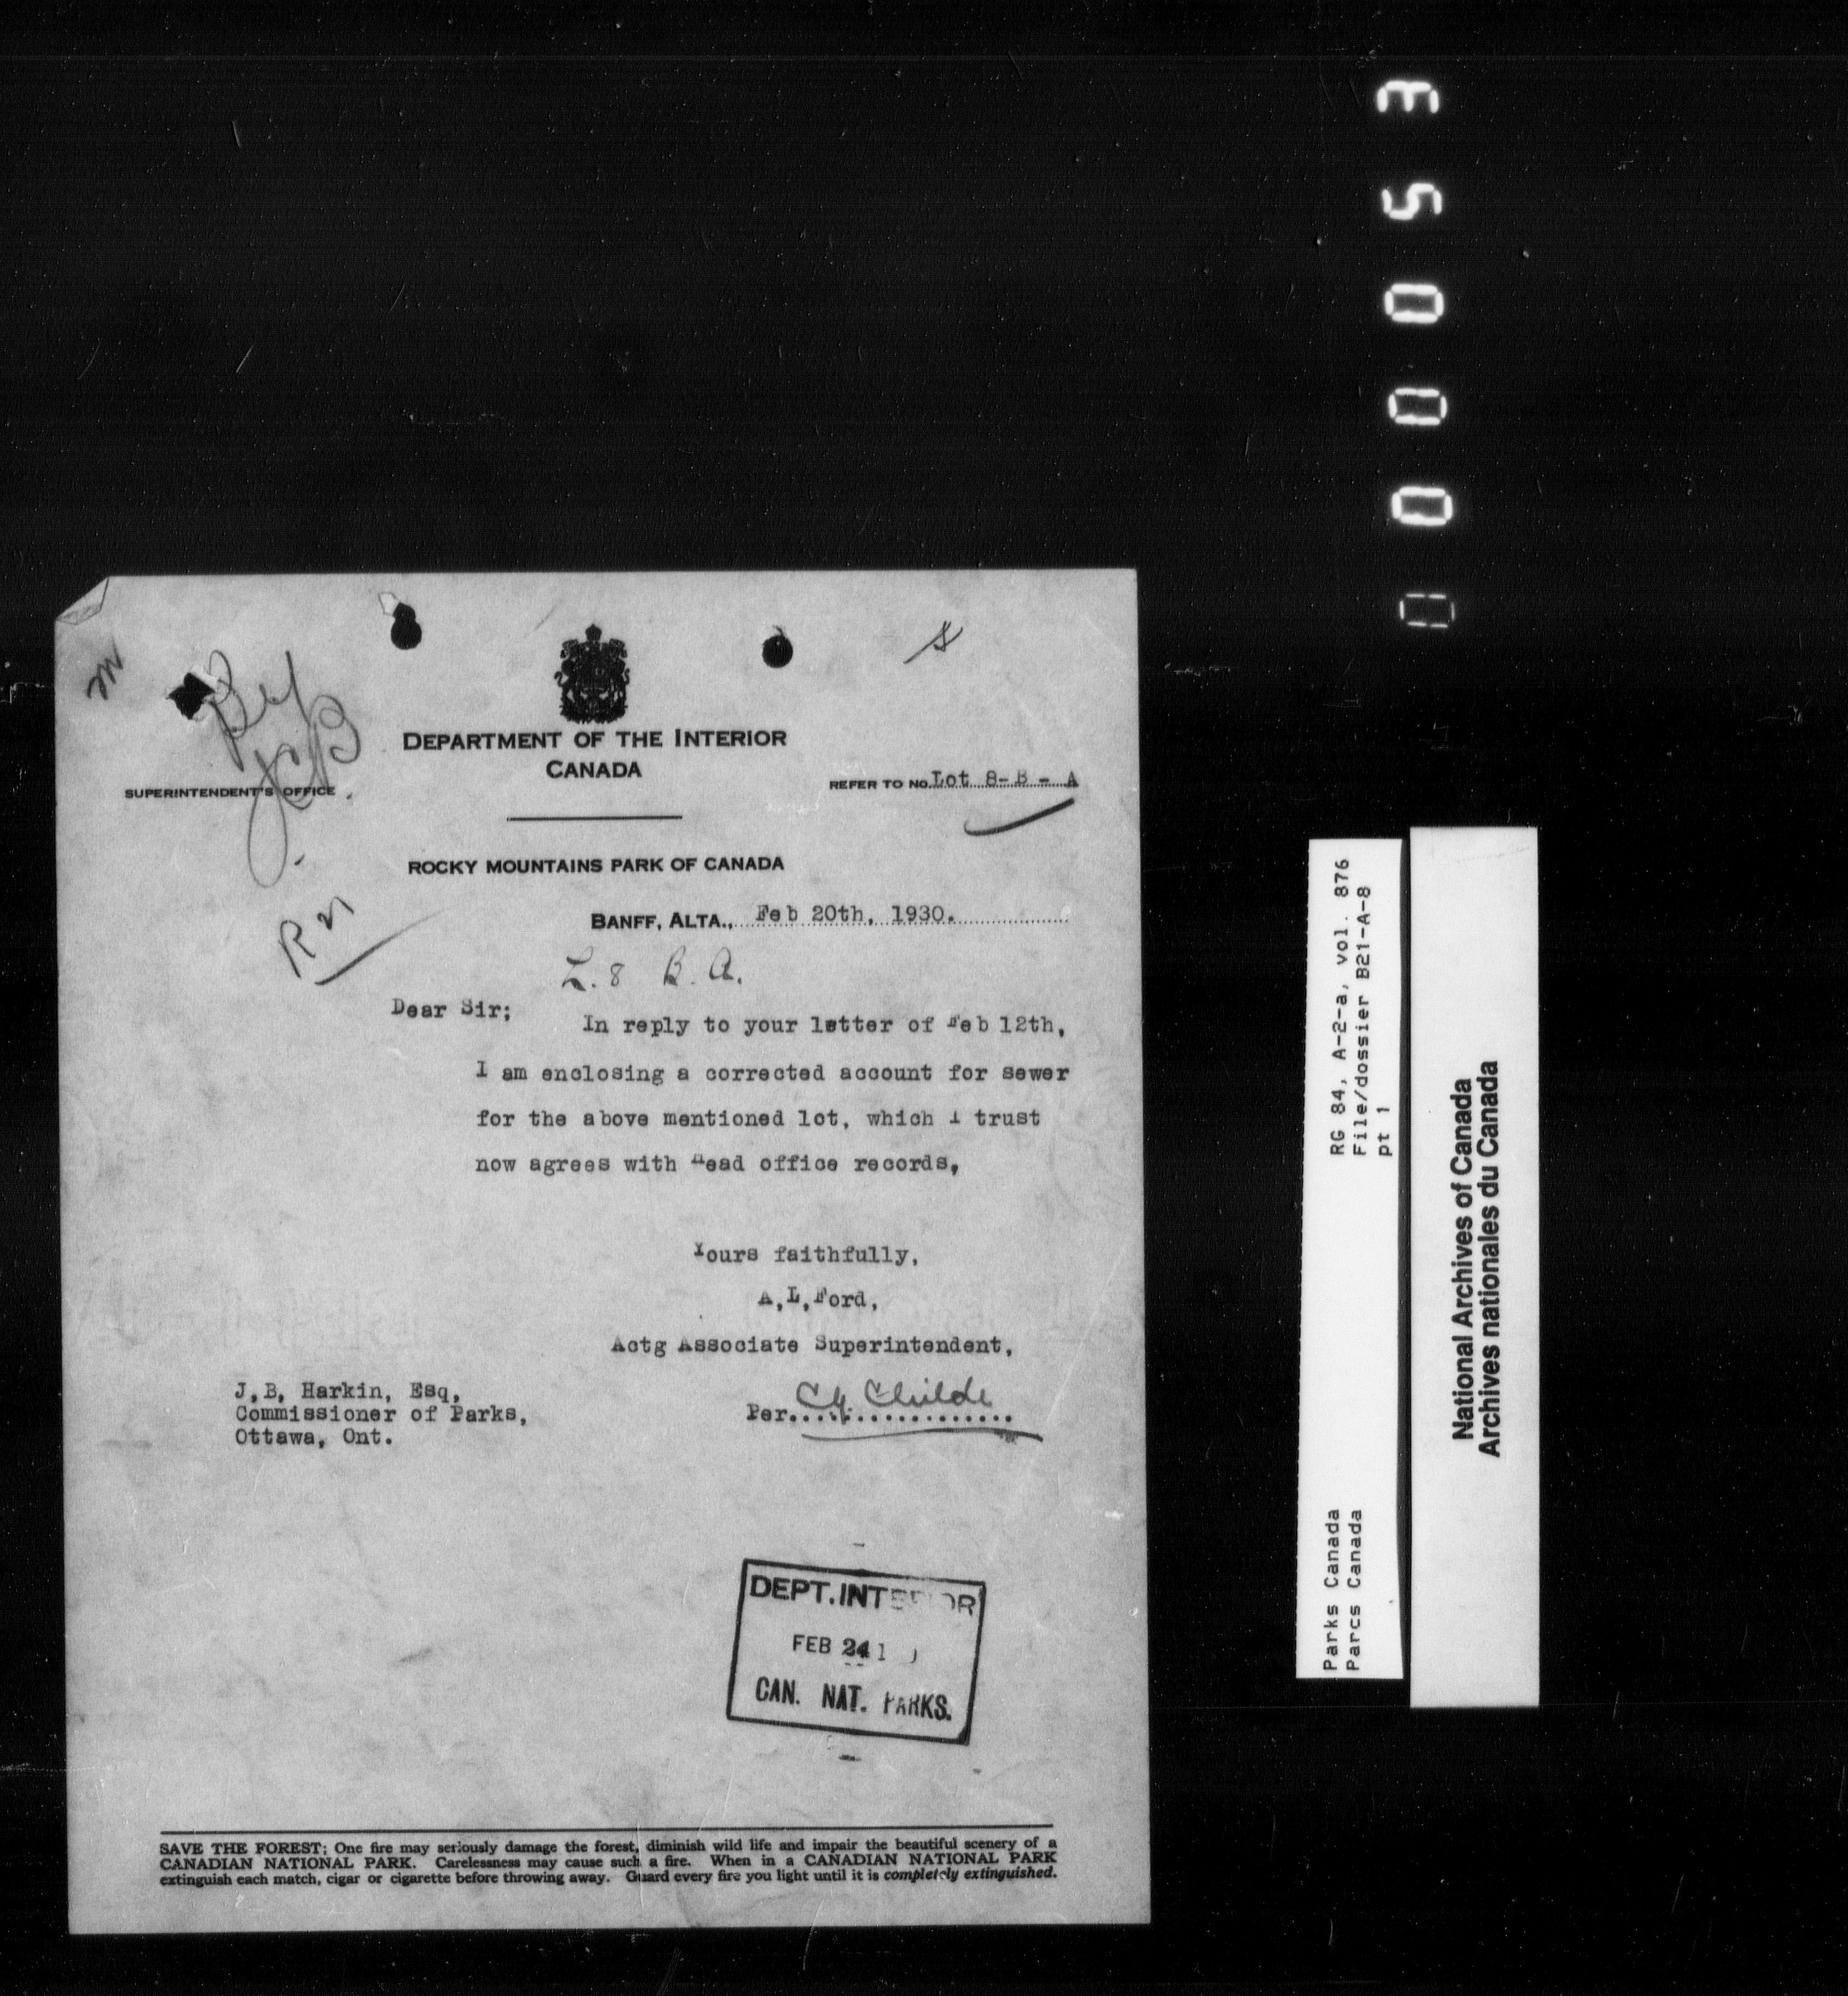 DEPARTMENT OF THE INTERIOR
CANADA
SUPERINTENDENT'S OFFICE
REFER TO NO. Lot 8- B - A
ROCKY MOUNTAINS PARK OF CANADA
BANFF, ALTA., Feb 20th, 1930.
R 21
L. 8 B. A.
Dear Sir;
In reply to your letter of Feb 12th,
I am enclosing a corrected account for sewer
for the above mentioned lot, which I trust
now agrees with Head office records,
Yours faithfully,
A,L,Ford,
Actg Associate Superintendent,
J,B, Harkin, Esq,
Commissioner of Parks,
Ottawa, Ont.
Per. Childe
DEPT. INTERIOR
FEB 24 1
CAN. NAT. PARKS.
SAVE THE FOREST; One fire may seriously damage the forest, diminish wild life and impair the beautiful scenery of a
CANADIAN NATIONAL PARK. Carelessness may cause such a fire. When in a CANADIAN NATIONAL PARK
extinguish each match, cigar or cigarette before throwing away. Guard every fire you light until it is completely extinguished.
000053
RG 84, A-2-a, vol. 876
File/dossier B21-A-8
pt 1
Parks Canada
Parcs Canada
National Archives of Canada
Archives nationales du Canada